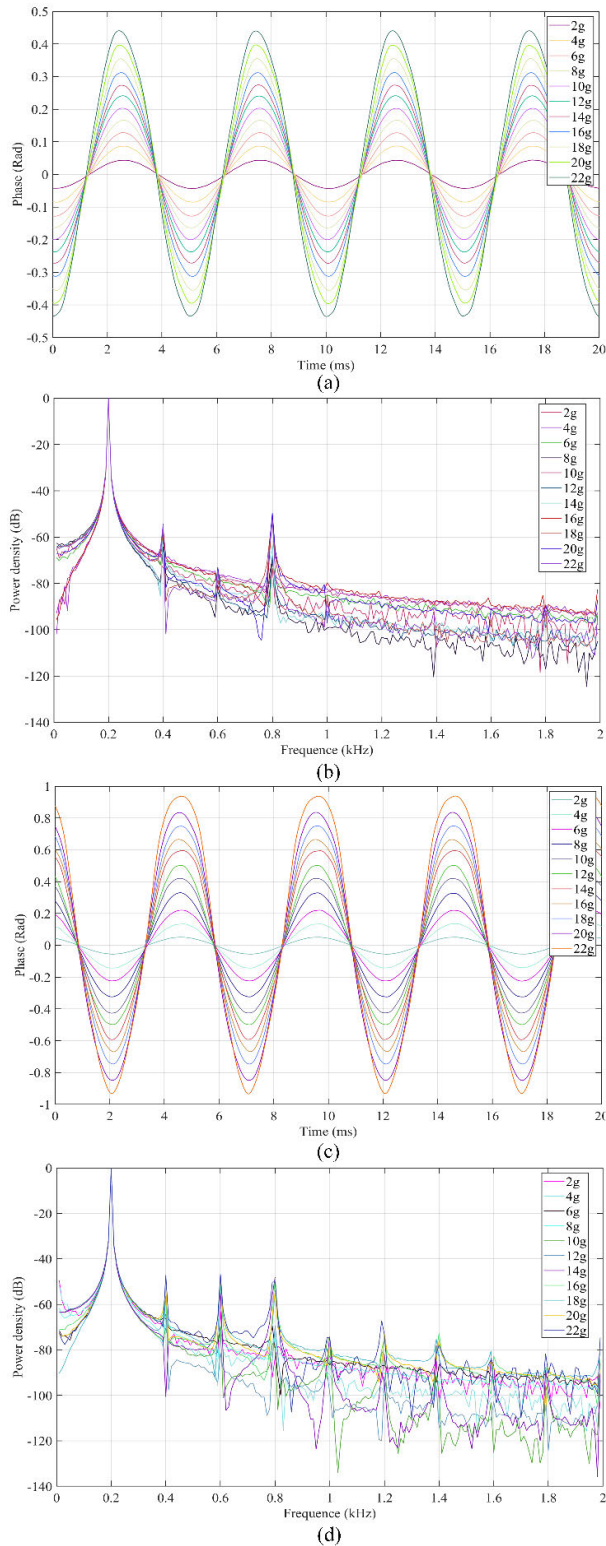 0.5
0.4
0.3
0.2
0.1
0
-0.1
-0.2
-0.3
-0.4
-0.5
Phase (Rad)
2g
4g
6g
8g
10g
12g
14g
16g
18g
20g
22g
0 2 4 6 8 10 12 14 16 18 20
Time (ms)
(a)
0
-20
-40
-60
-80
-100
-120
-140
Power density (dB)
2g
4g
6g
8g
10g
12g
14g
16g
18g
20g
22g
0 0.2 0.4 0.6 0.8 1 1.2 1.4 1.6 1.8 2
Frequence (kHz)
(b)
1
0.8
0.6
0.4
0.2
0
-0.2
-0.4
-0.6
-0.8
-1
Phase (Rad)
2g
4g
6g
8g
10g
12g
14g
16g
18g
20g
22g
0 2 4 6 8 10 12 14 16 18 20
Time (ms)
(c)
0
-20
-40
-60
-80
-100
-120
-140
Power density (dB)
2g
4g
6g
8g
10g
12g
14g
16g
18g
20g
22g
0 0.2 0.4 0.6 0.8 1 1.2 1.4 1.6 1.8 2
Frequence (kHz)
(d)